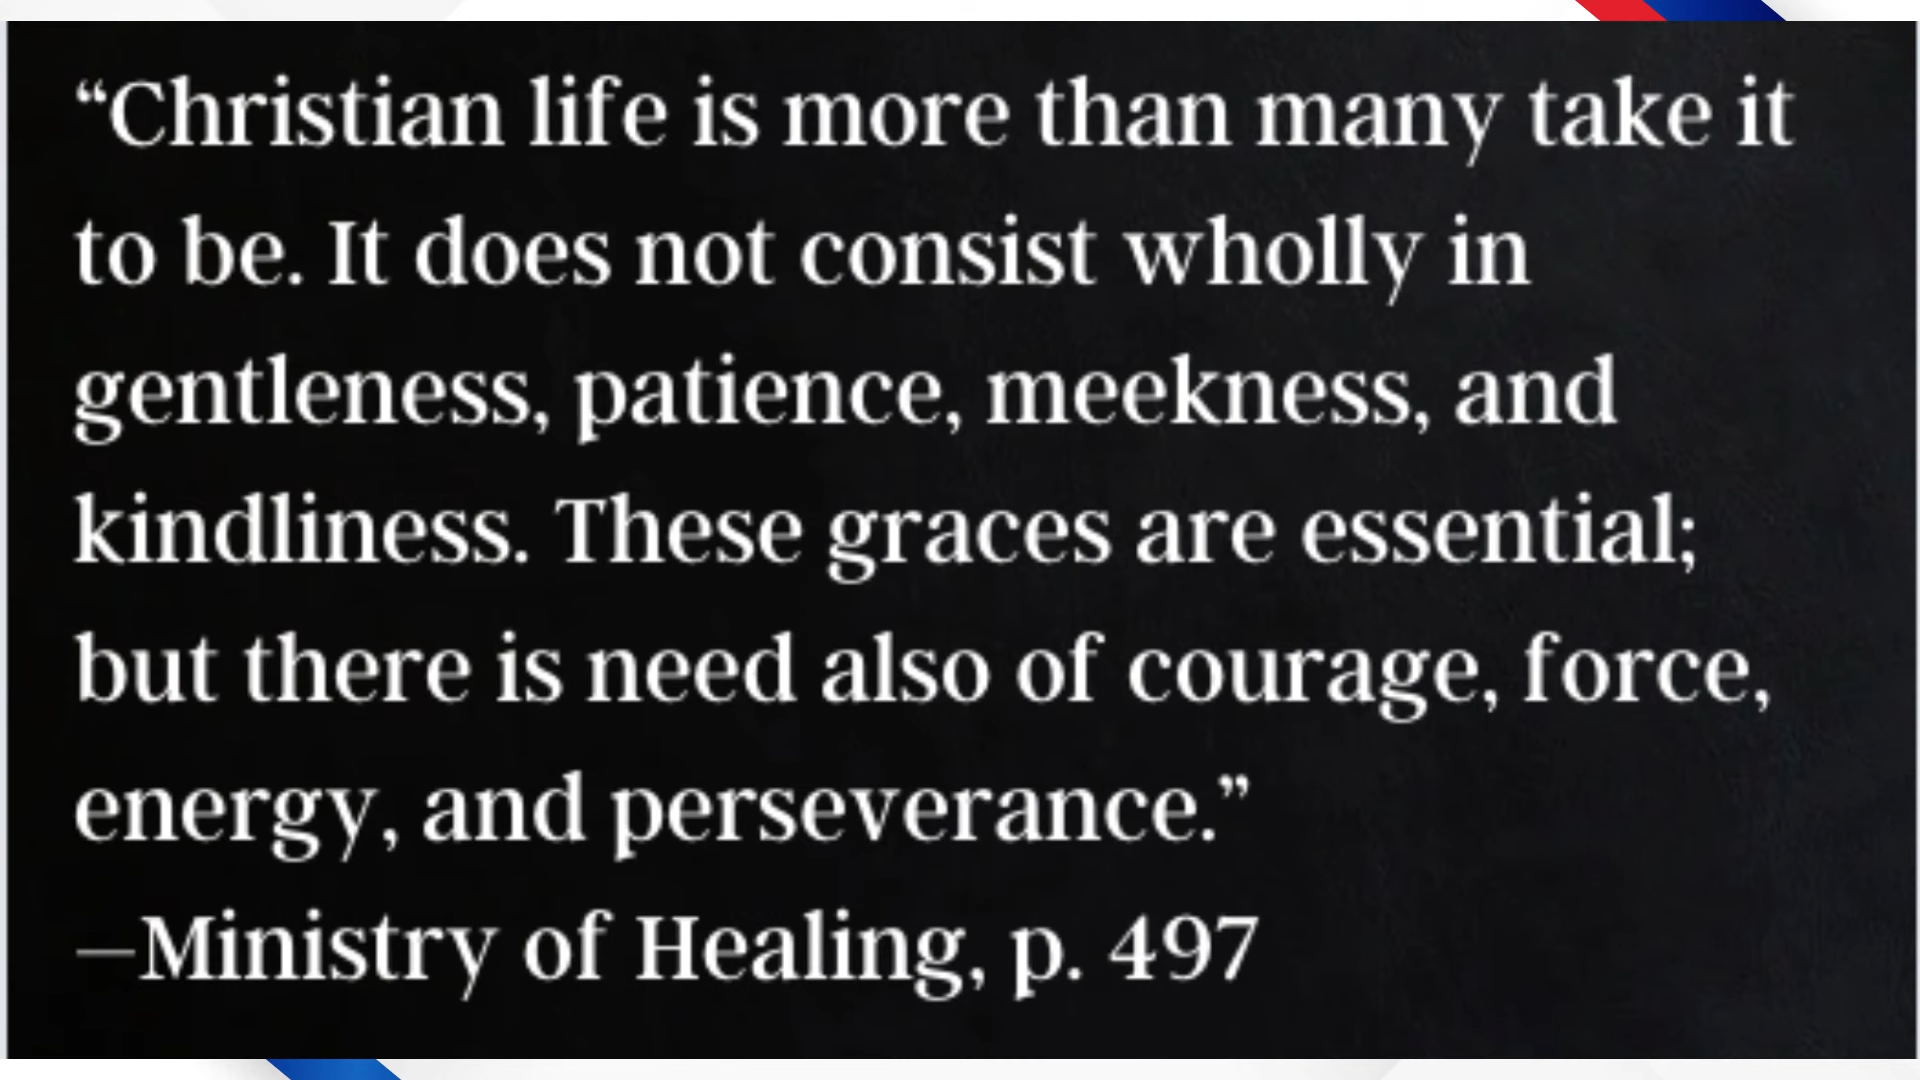 “Christian life is more than many take it
to be. It does not consist wholly in
gentleness, patience, meekness, and
kindliness. These graces are essential;
but there is need also of courage, force,
energy, and perseverance.”
—Ministry of Healing, p. 497